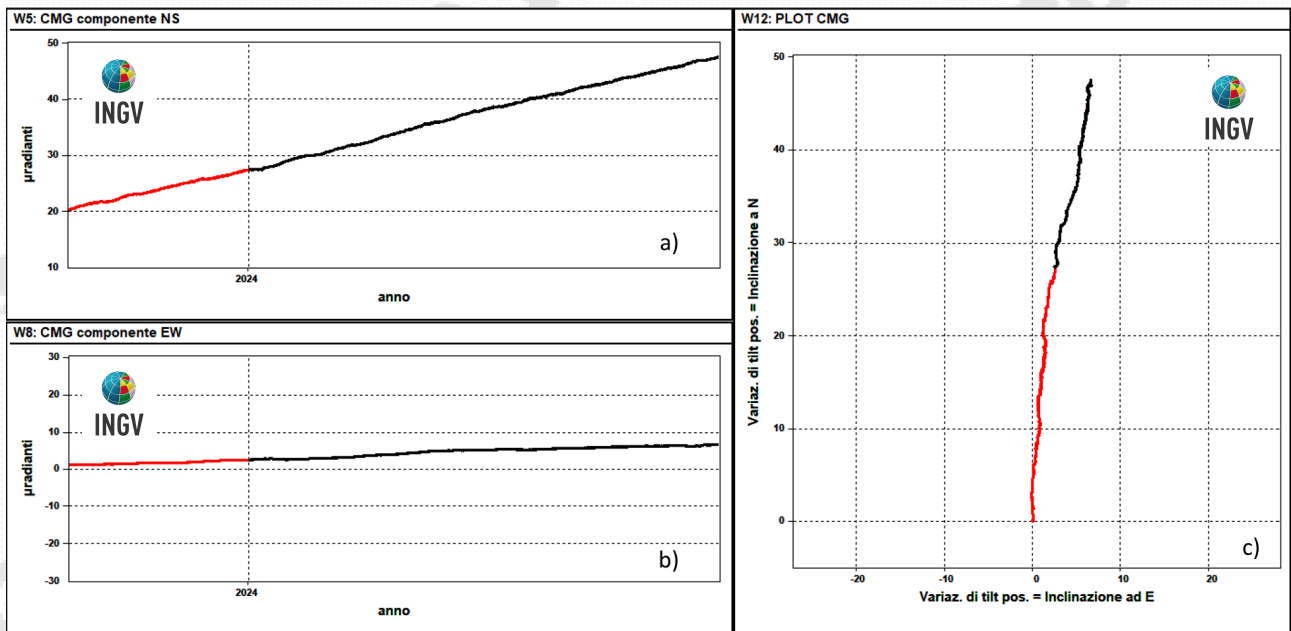 W5: CMG componente NS
50
40
30
20
10
µradianti
INGV
a)
2024
anno
W8: CMG componente EW
30
20
10
0
-10
-20
-30
µradianti
INGV
b)
2024
anno
W12: PLOT CMG
50
40
30
20
10
0
Variaz. di tilt pos. = Inclinazione a N
INGV
c)
-20
-10
0
10
20
Variaz. di tilt pos. = Inclinazione ad E